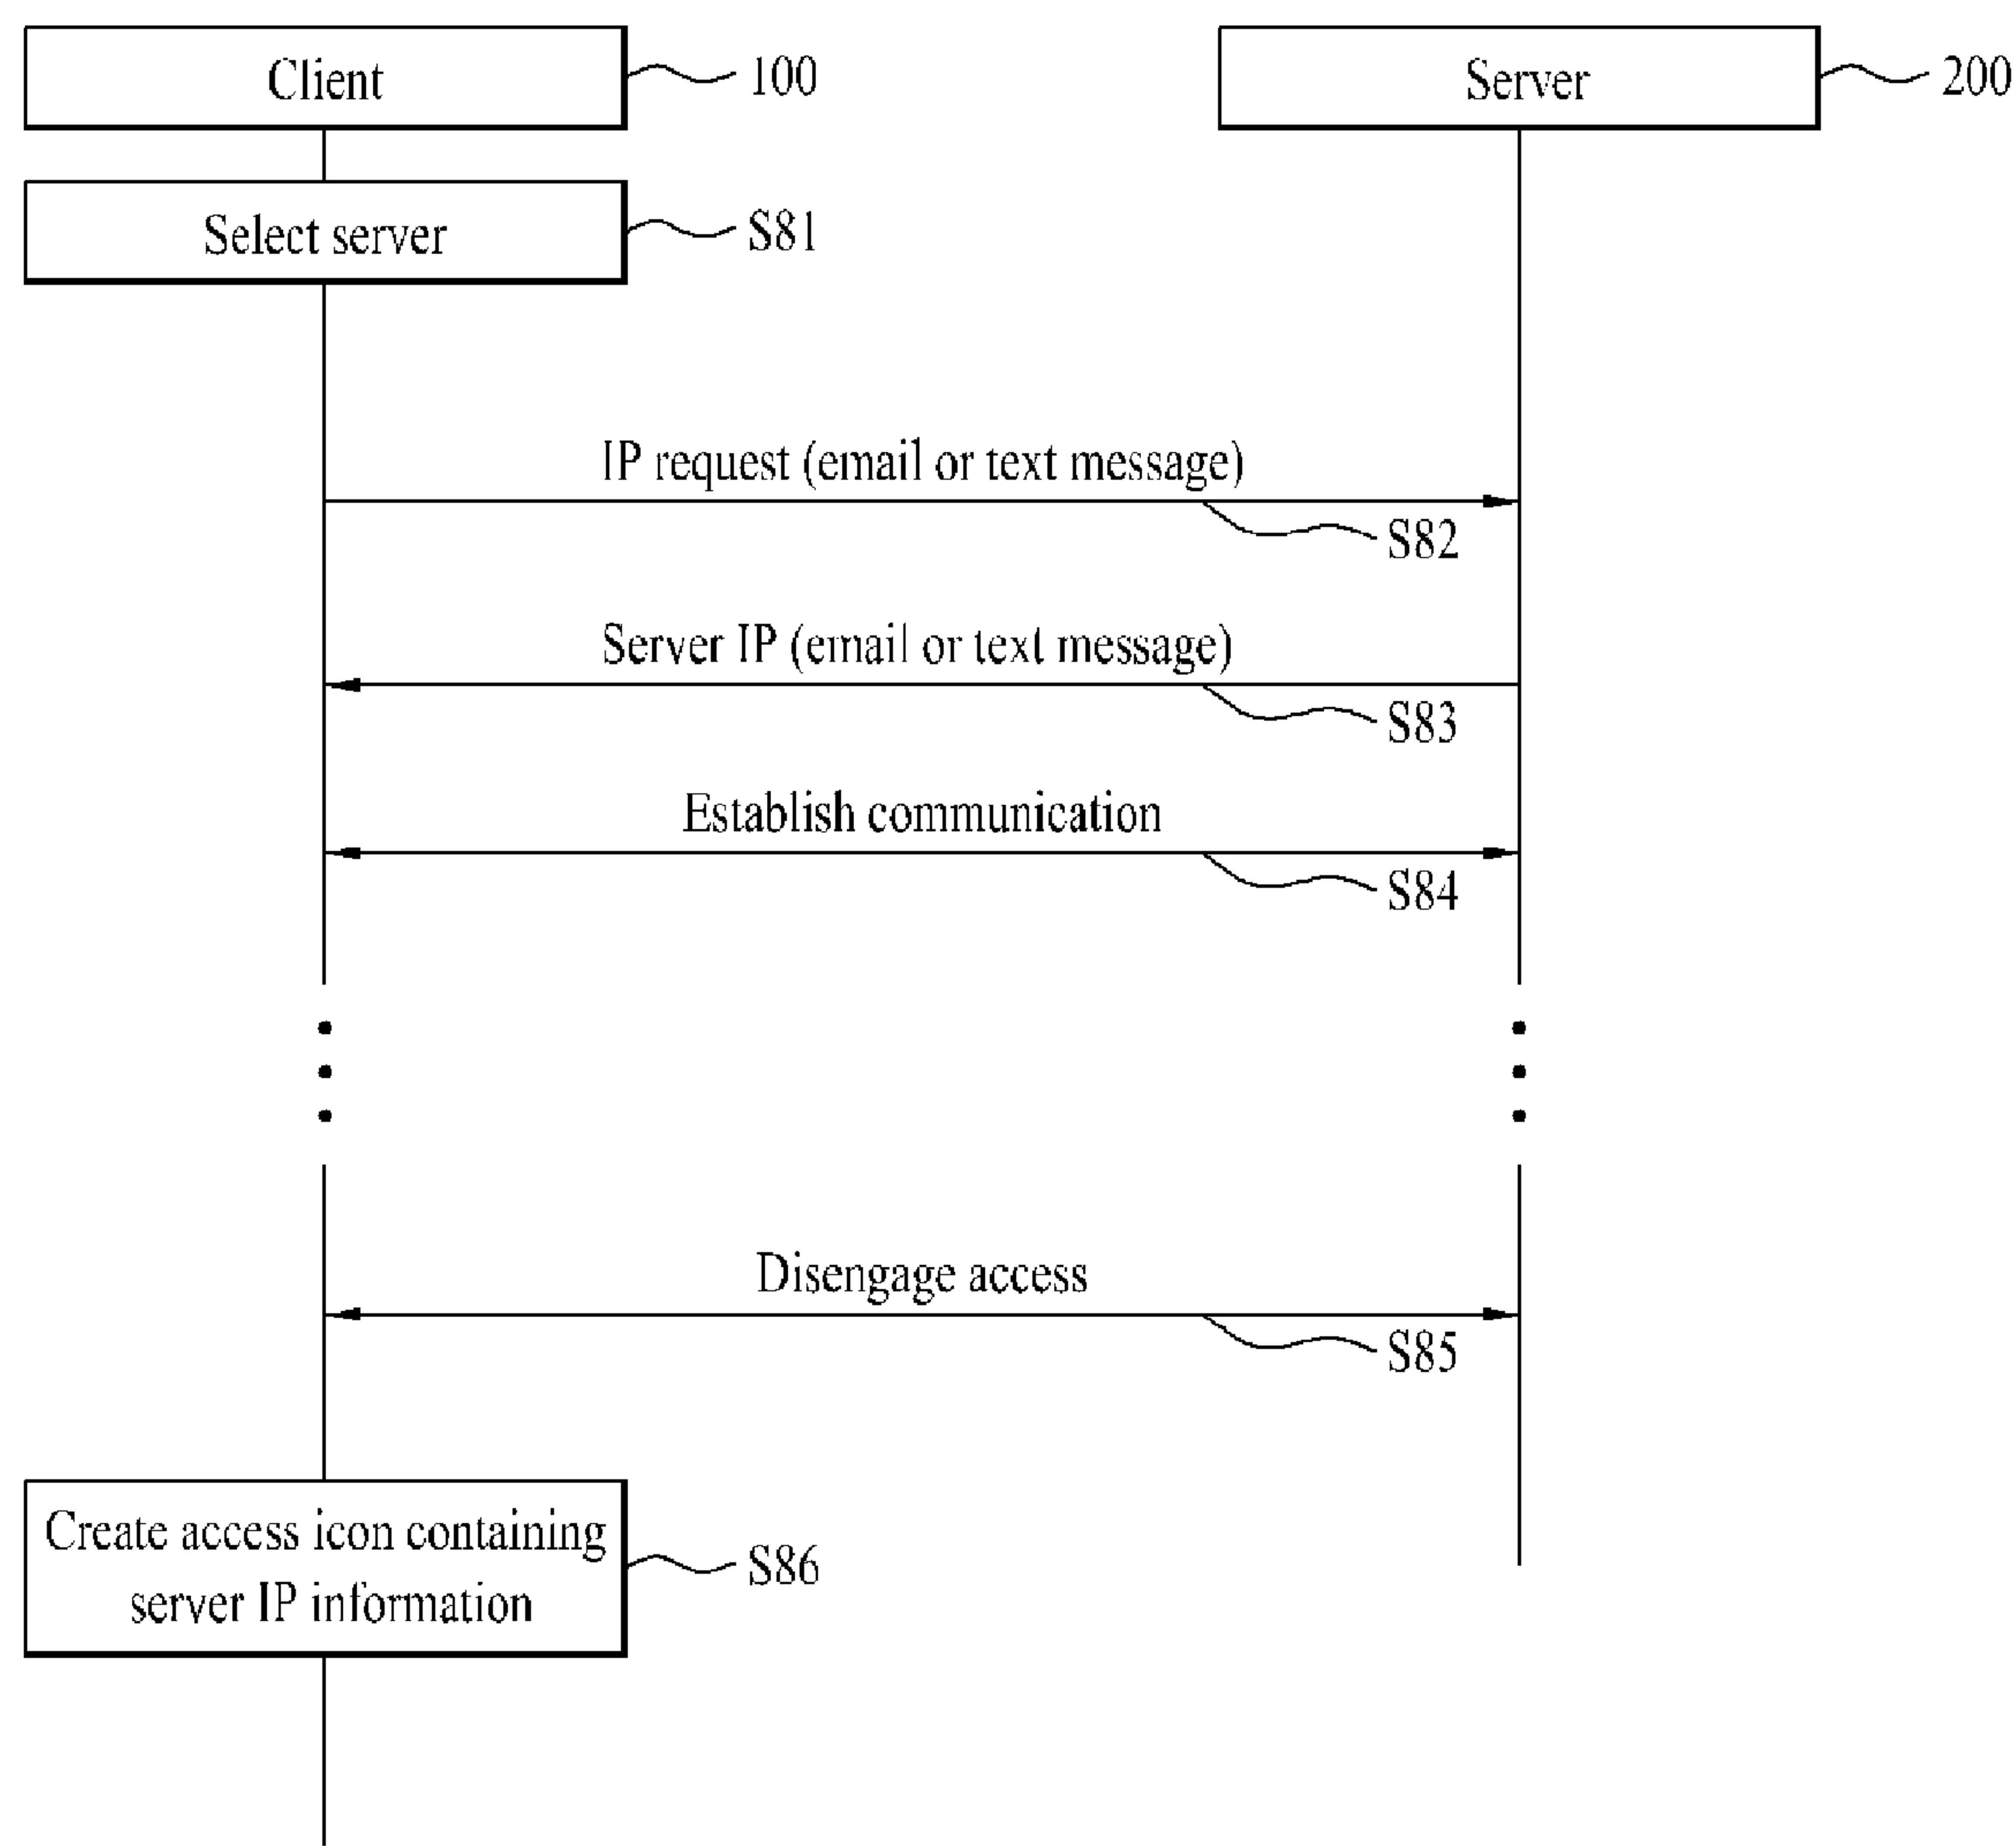 Client
100
Server
200
Select server
S81
IP request (email or text message)
S82
Server IP (email or text message)
S83
Establish communication
S84
Disengage access
S85
Create access icon containing
server IP information
S86